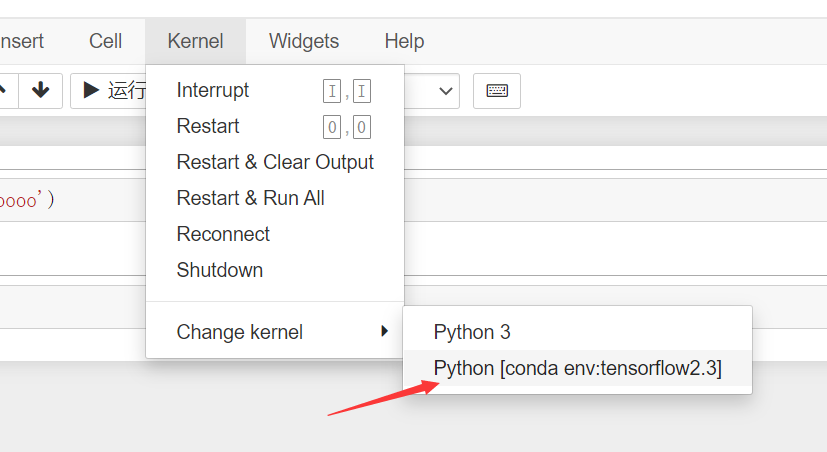 nsert Cell Kernel Widgets Help
运行
Interrupt I,I
Restart 0,0
Restart & Clear Output
oooo')
Restart & Run All
Reconnect
Shutdown
Change kernel
Python 3
Python [conda env:tensorflow2.3]